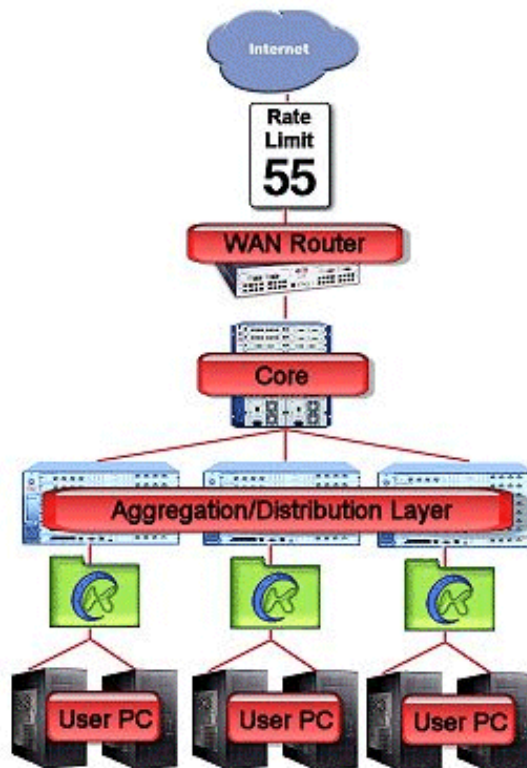 Internet
Rate
Limit
55
WAN Router
Core
Aggregation/Distribution Layer
User PC
User PC
User PC